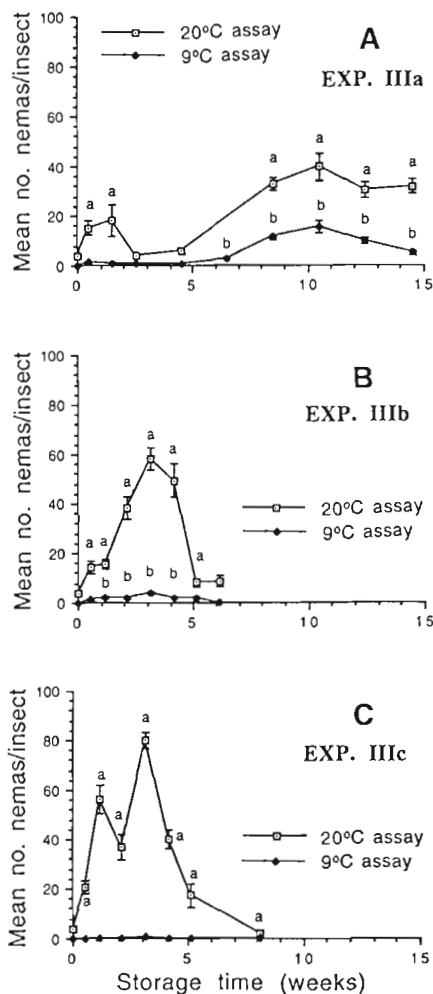 20°C assay
9°C assay
A
EXP. IIIa
Mean no. nemas/insect
100
80
60
40
20
0
a a a a a a
b b b b b
0 5 10 15
B
EXP. IIIb
20°C assay
9°C assay
Mean no. nemas/insect
100
80
60
40
20
0
a a a a a a
b b b b
0 5 10 15
C
EXP. IIIc
20°C assay
9°C assay
Mean no. nemas/insect
100
80
60
40
20
0
a a a a a a a
0 5 10 15
Storage time (weeks)